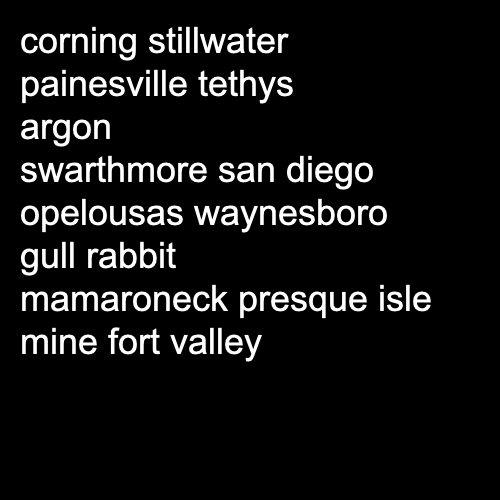 corning stillwater
painesville tethys
argon
swarthmore san diego
opelousas waynesboro
gull rabbit
mamaroneck presque isle
mine fort valley